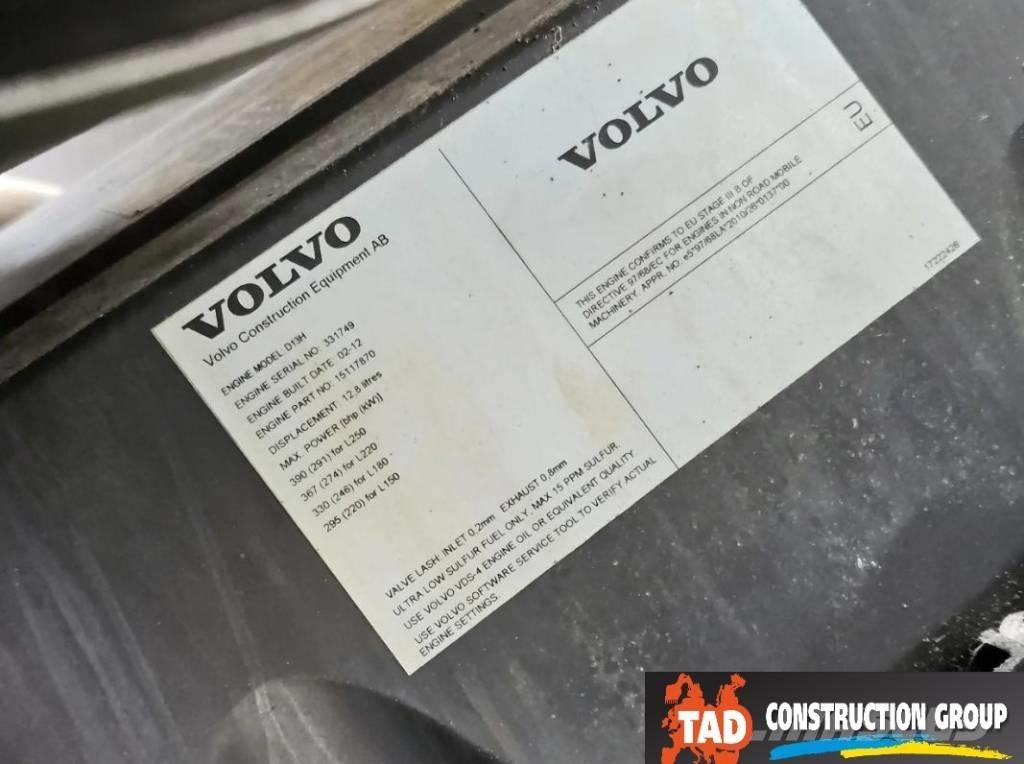 VOLVO
Volvo Construction Equipment AB
ENGINE MODEL: D13H
ENGINE SERIAL NO: 331749
ENGINE BUILT DATE: 02-12
ENGINE PART NO: 15117870
DISPLACEMENT: 12,8 litres
MAX. POWER [bhp (kW)]
390 (291) for L250
367 (274) for L220
330 (246) for L180
295 (220) for L150
VALVE LASH: INLET 0,2mm EXHAUST 0,8mm
ULTRA LOW SULFUR FUEL ONLY. MAX 15 PPM SULFUR.
USE VOLVO VDS-4 ENGINE OIL OR EQUIVALENT QUALITY.
USE VOLVO SOFTWARE SERVICE TOOL TO VERIFY ACTUAL
ENGINE SETTINGS.
VOLVO
EU
THIS ENGINE CONFIRMS TO EU STAGE III B OF
DIRECTIVE 97/68/EC FOR ENGINES IN NON ROAD MOBILE
MACHINERY. APPR. NO. e5*97/68LA*2010/26*0137*00
17222426
TAD CONSTRUCTION GROUP